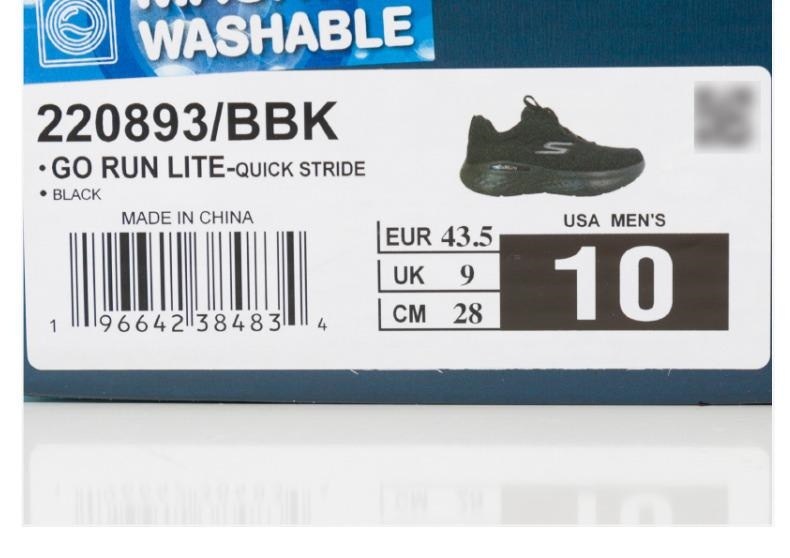 WASHABLE
220893/BBK
• GO RUN LITE-QUICK STRIDE
• BLACK
MADE IN CHINA
1 96642 38483 4
EUR 43.5
UK 9
CM 28
USA MEN'S
10